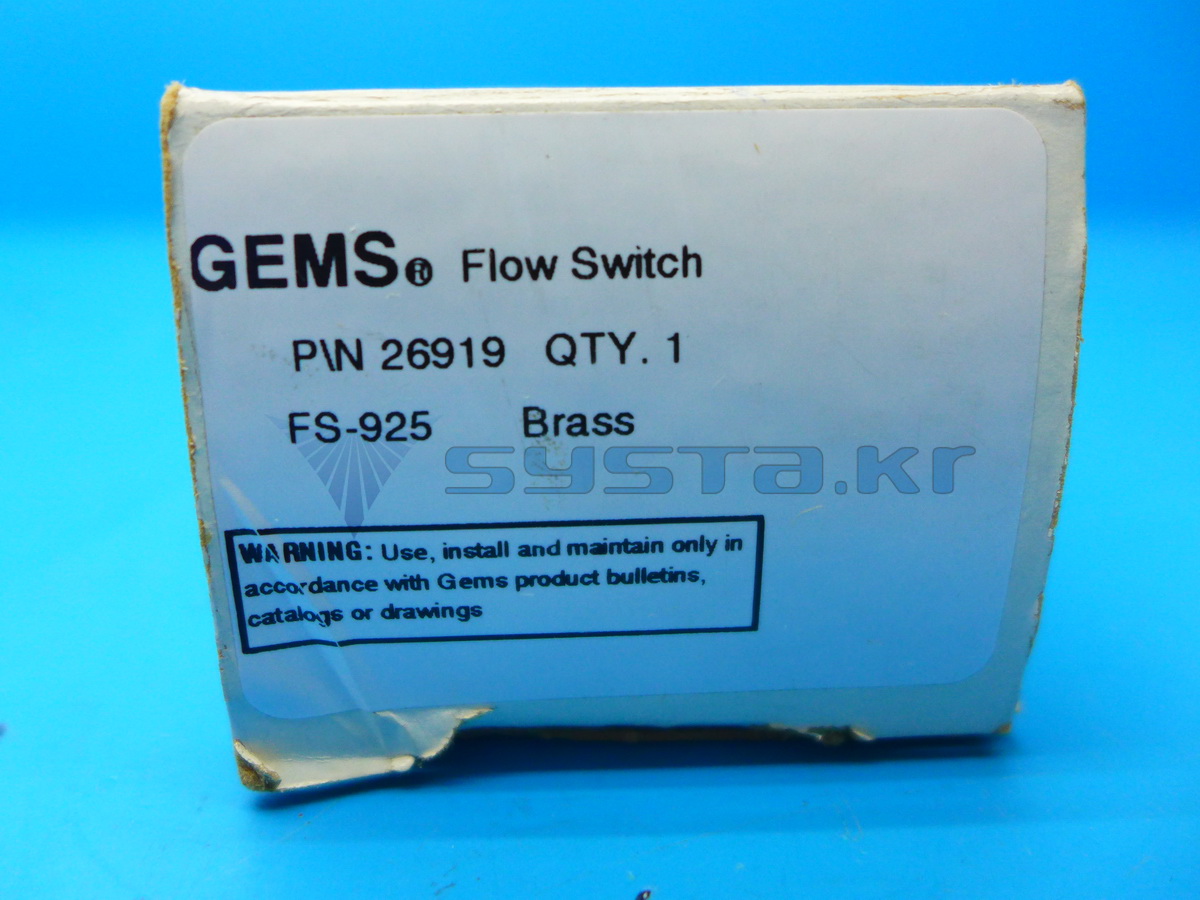 GEMS® Flow Switch
P\N 26919 QTY. 1
FS-925 Brass
systa.kr
WARNING: Use, install and maintain only in
accordance with Gems product bulletins,
catalogs or drawings